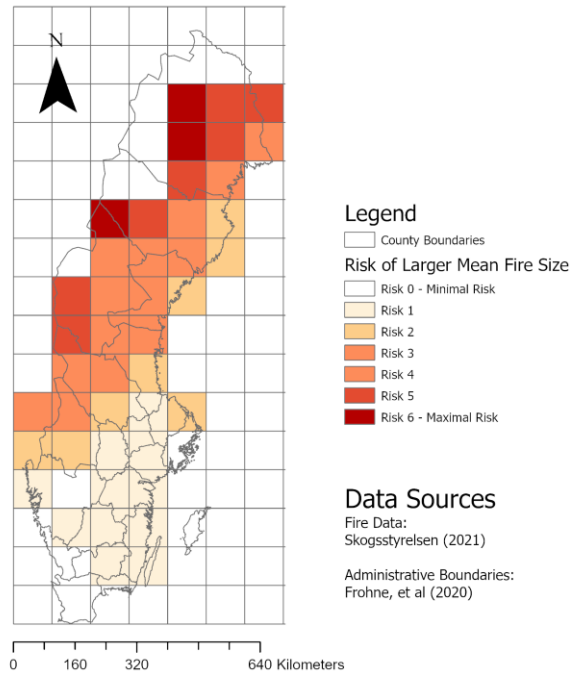 N
Legend
County Boundaries
Risk of Larger Mean Fire Size
Risk 0 - Minimal Risk
Risk 1
Risk 2
Risk 3
Risk 4
Risk 5
Risk 6 - Maximal Risk
Data Sources
Fire Data:
Skogsstyrelsen (2021)
Administrative Boundaries:
Frohne, et al (2020)
0 160 320 640 Kilometers